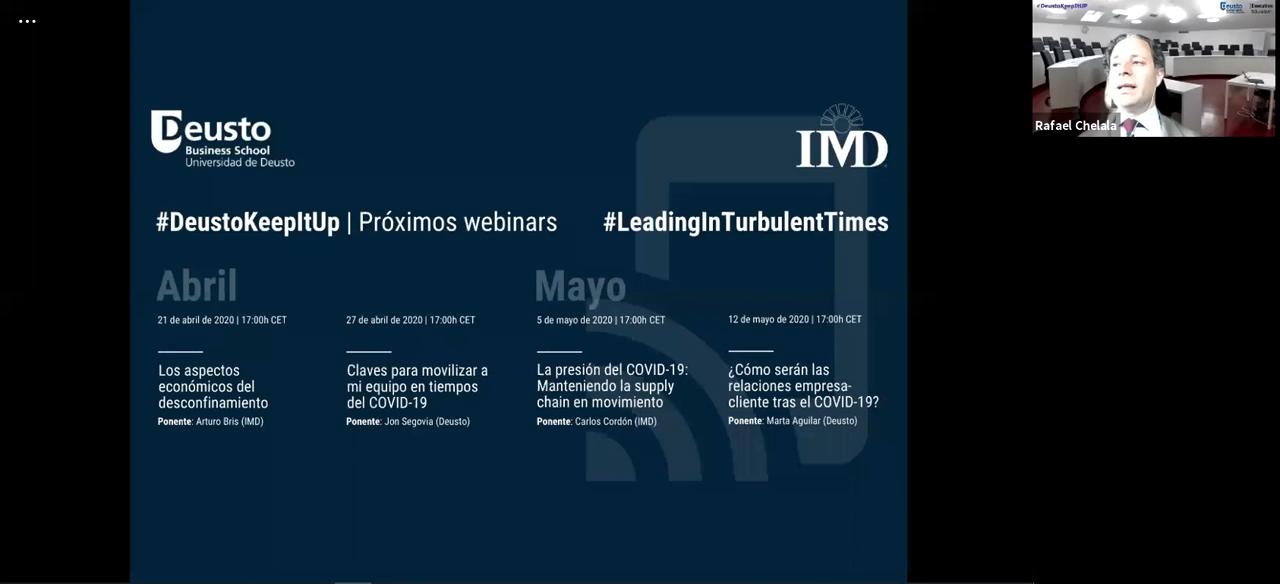 Deusto
Business School
Universidad de Deusto
IMD
#DeustoKeepItUp | Próximos webinars
#LeadingInTurbulentTimes
Abril
Mayo
21 de abril de 2020 | 17:00h CET
27 de abril de 2020 | 17:00h CET
5 de mayo de 2020 | 17:00h CET
12 de mayo de 2020 | 17:00h CET
Los aspectos
económicos del
desconfinamiento
Ponente: Arturo Bris (IMD)
Claves para movilizar a
mi equipo en tiempos
del COVID-19
Ponente: Jon Segovia (Deusto)
La presión del COVID-19:
Manteniendo la supply
chain en movimiento
Ponente: Carlos Cordón (IMD)
¿Cómo serán las
relaciones empresa-
cliente tras el COVID-19?
Ponente: Marta Aguilar (Deusto)
#DeustoKeepItUP
Deusto
Rafael Chelala